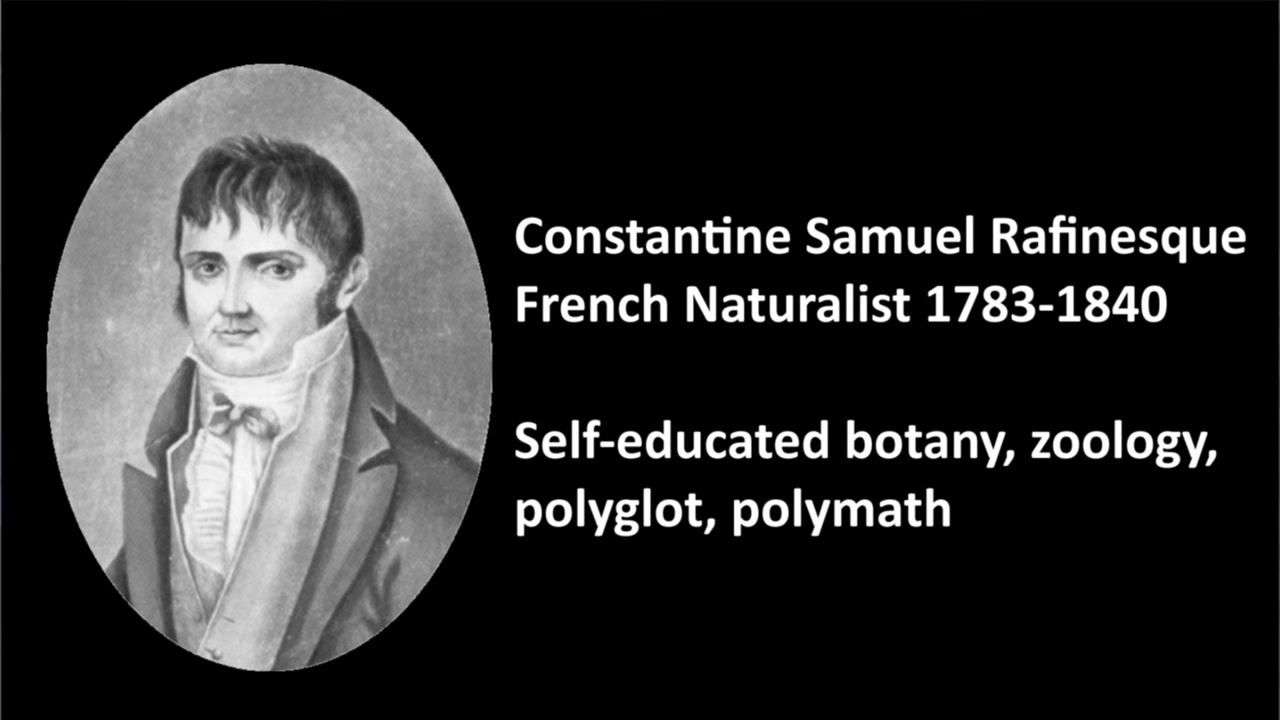 Constantine Samuel Rafinesque
French Naturalist 1783-1840
Self-educated botany, zoology,
polyglot, polymath